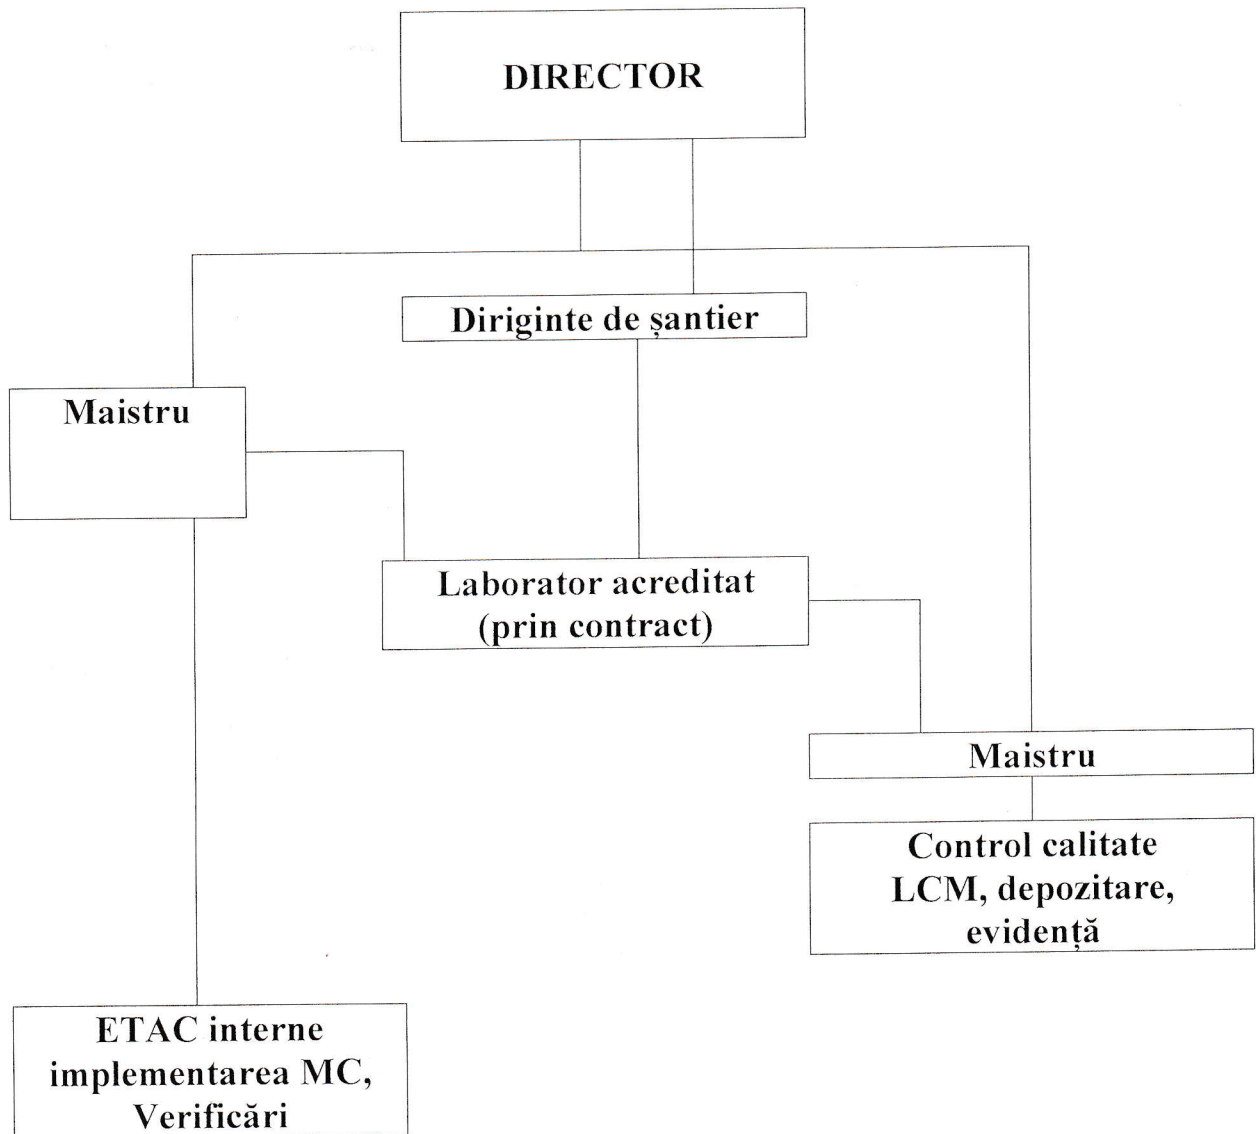 DIRECTOR
Diriginte de șantier
Maistru
Laborator acreditat
(prin contract)
Maistru
Control calitate
LCM, depozitare,
evidență
ETAC interne
implementarea MC,
Verificări